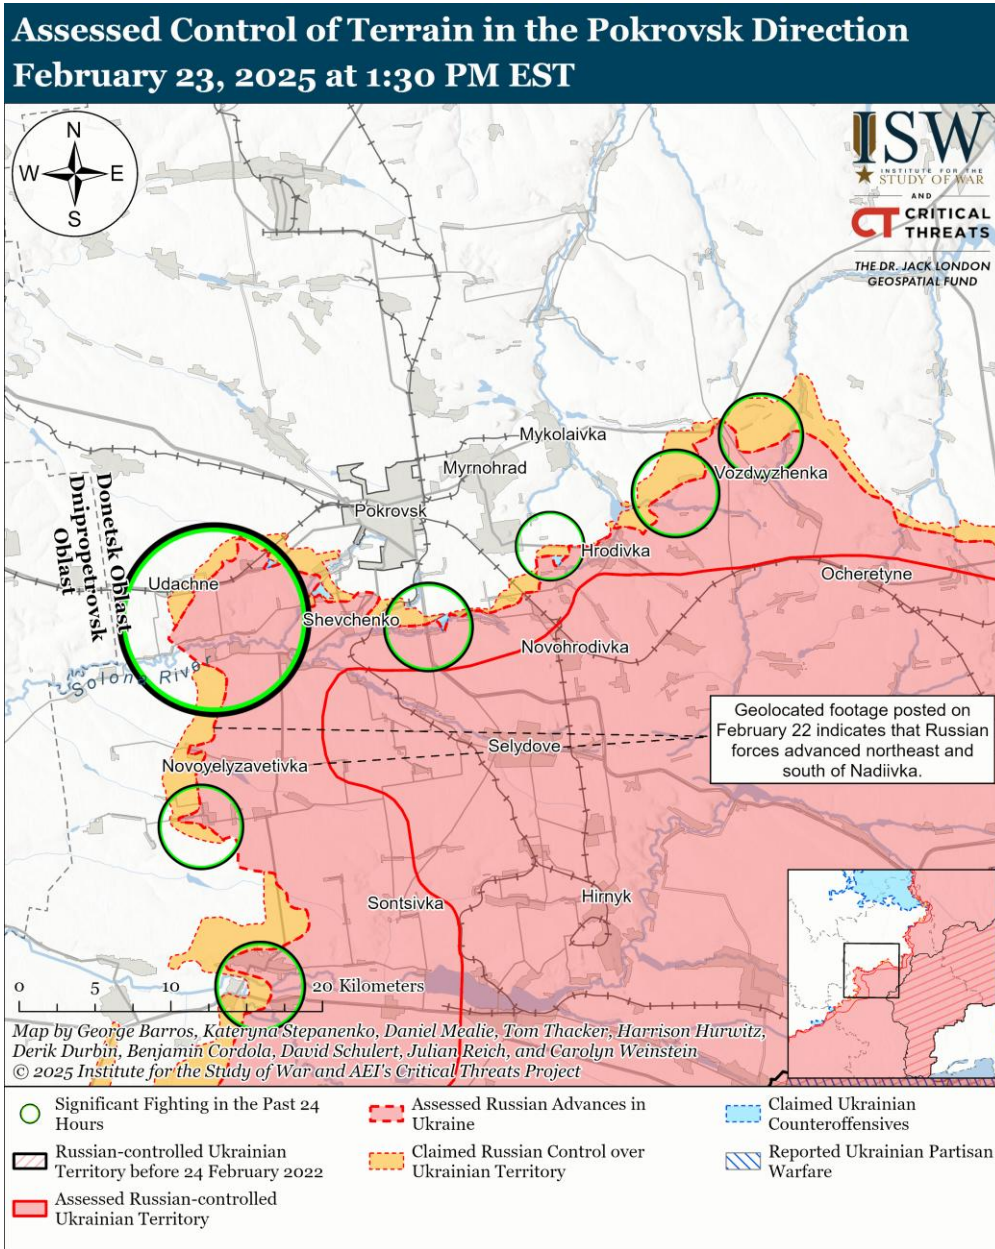 Assessed Control of Terrain in the Pokrovsk Direction
February 23, 2025 at 1:30 PM EST
N
W
E
S
ISW
INSTITUTE FOR THE
STUDY OF WAR
AND
CT CRITICAL
THREATS
THE DR. JACK LONDON
GEOSPATIAL FUND
Mykolaivka
Myrnohrad
Vozdvyzhenka
Pokrovsk
Donetsk Oblast
Dnipropetrovsk
Oblast
Hrodivka
Udachne
Ocheretyne
Shevchenko
Novohrodivka
Solona River
Geolocated footage posted on
February 22 indicates that Russian
forces advanced northeast and
south of Nadiivka.
Selydove
Novoyelyzavetivka
Sontsivka
Hirnyk
0 5 10 20 Kilometers
Map by George Barros, Kateryna Stepanenko, Daniel Mealie, Tom Thacker, Harrison Hurwitz,
Derik Durbin, Benjamin Cordola, David Schulert, Julian Reich, and Carolyn Weinstein
© 2025 Institute for the Study of War and AEI's Critical Threats Project
Significant Fighting in the Past 24
Hours
Russian-controlled Ukrainian
Territory before 24 February 2022
Assessed Russian-controlled
Ukrainian Territory
Assessed Russian Advances in
Ukraine
Claimed Russian Control over
Ukrainian Territory
Claimed Ukrainian
Counteroffensives
Reported Ukrainian Partisan
Warfare